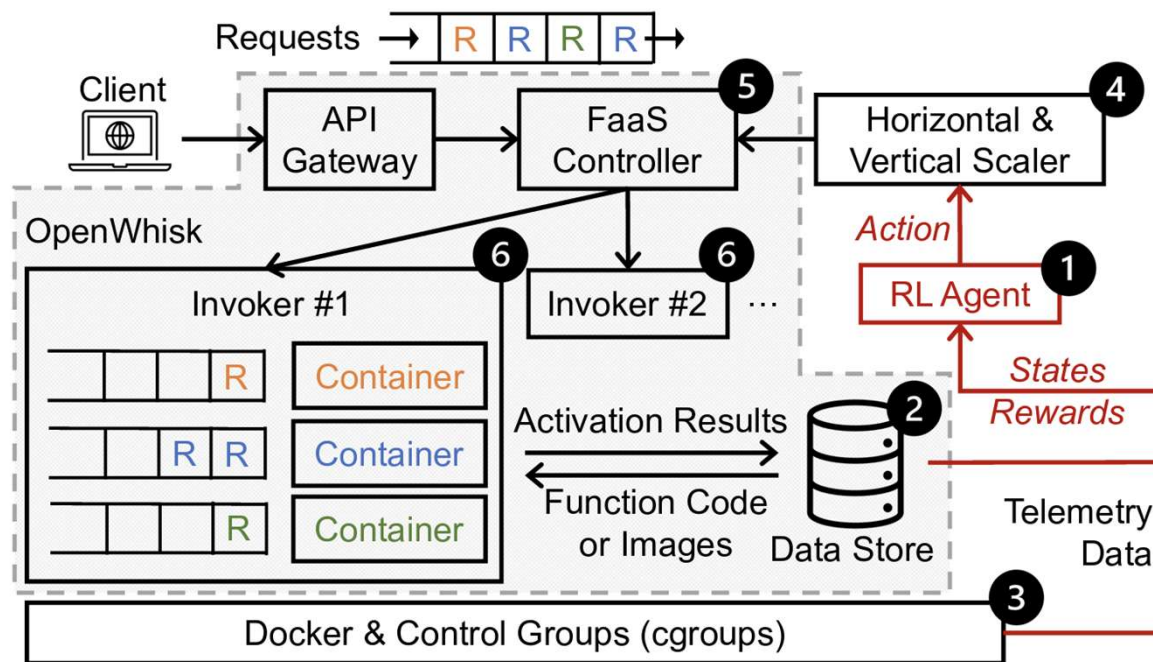 Requests
R R R R
Client
5
4
API
Gateway
FaaS
Controller
Horizontal &
Vertical Scaler
OpenWhisk
Action
6
6
1
Invoker #1
Invoker #2
...
RL Agent
R
Container
States
Rewards
R R
Container
Activation Results
2
R
Container
Function Code
or Images
Data Store
Telemetry
Data
3
Docker & Control Groups (cgroups)